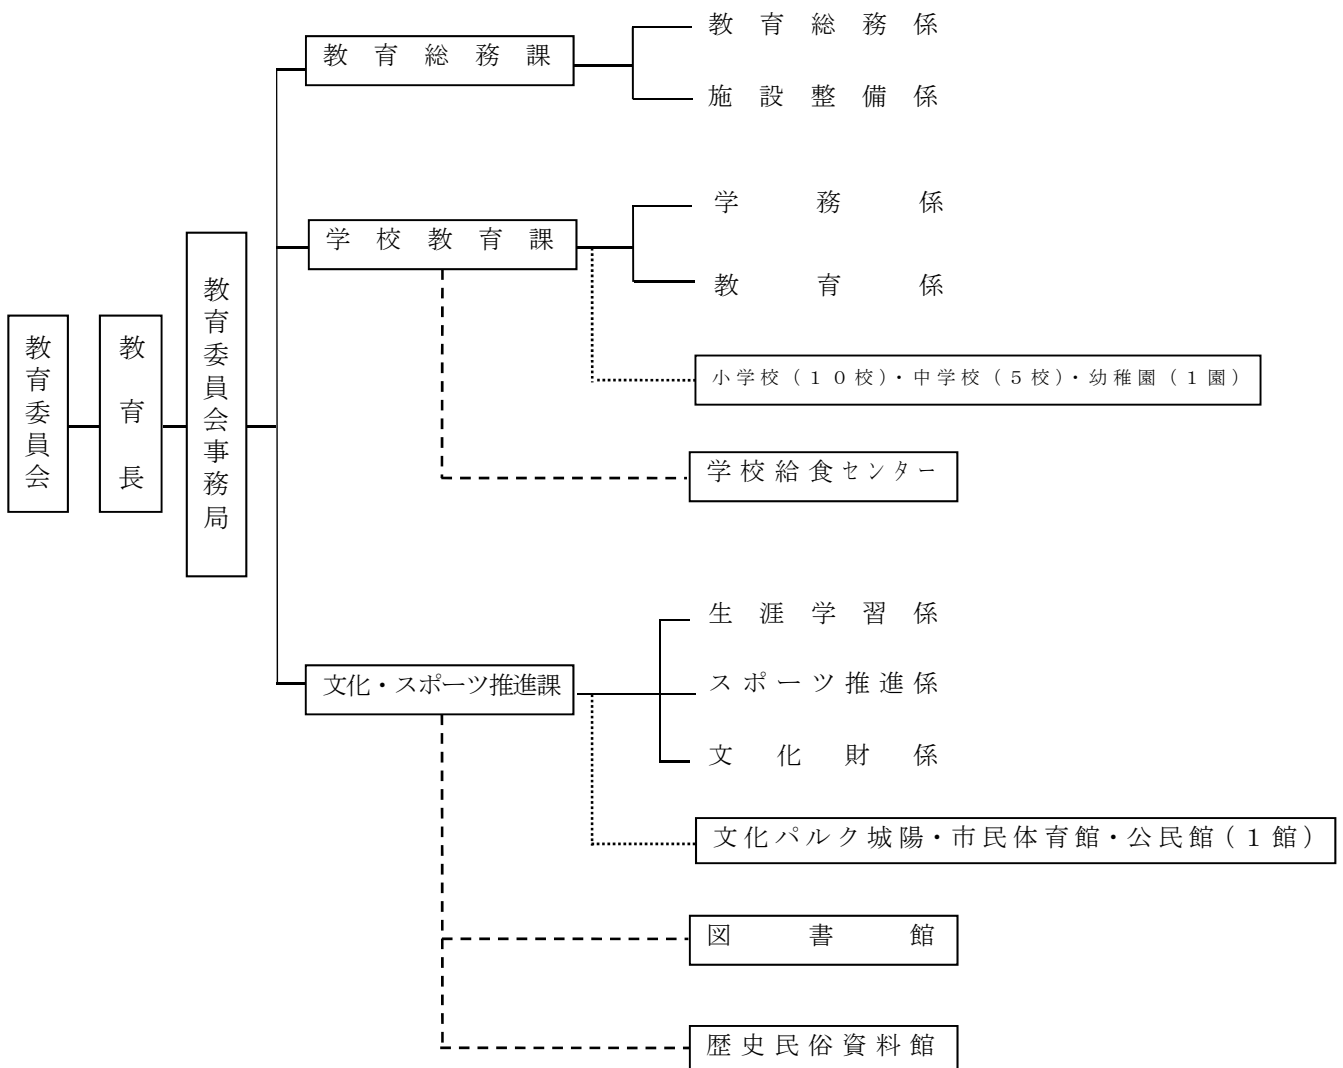 教育委員会
教育長
教育委員会事務局
教育総務課
教育総務係
施設整備係
学校教育課
学務係
教育係
小学校（１０校）・中学校（５校）・幼稚園（１園）
学校給食センター
文化・スポーツ推進課
生涯学習係
スポーツ推進係
文化財係
文化パルク城陽・市民体育館・公民館（１館）
図書館
歴史民俗資料館